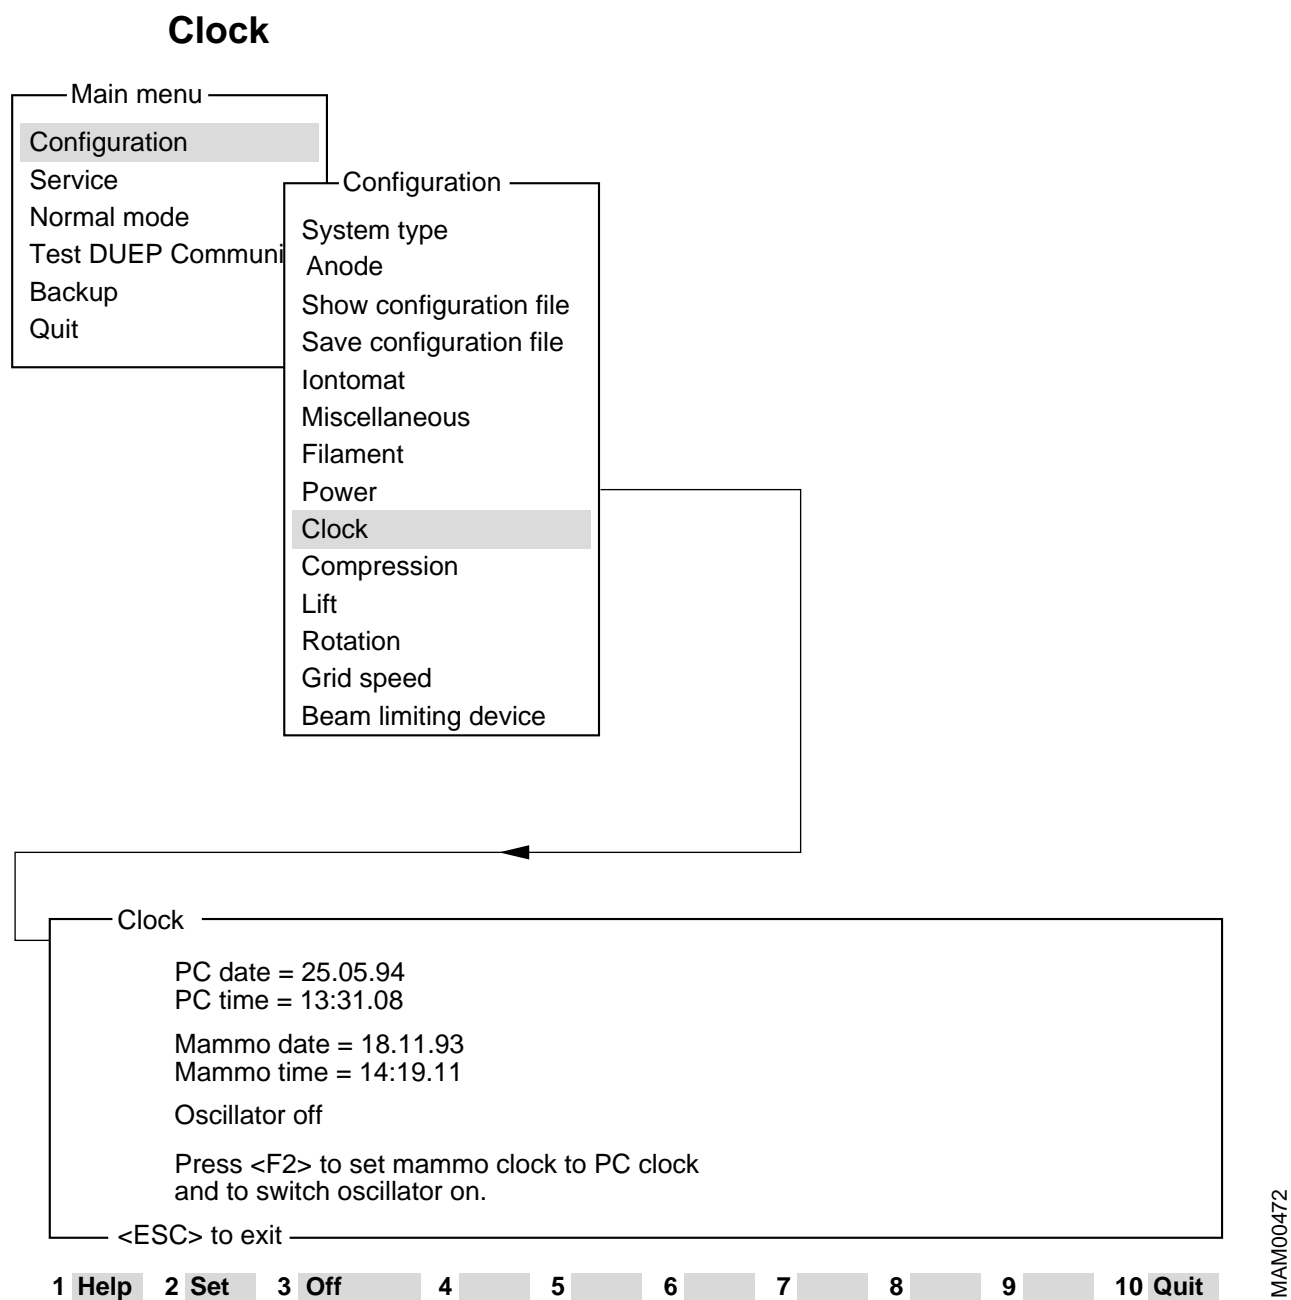 Clock
Main menu
Configuration
Service
Normal mode
Test DUEP Communi
Backup
Quit
Configuration
System type
Anode
Show configuration file
Save configuration file
Iontomat
Miscellaneous
Filament
Power
Clock
Compression
Lift
Rotation
Grid speed
Beam limiting device
Clock
PC date = 25.05.94
PC time = 13:31.08
Mammo date = 18.11.93
Mammo time = 14:19.11
Oscillator off
Press <F2> to set mammo clock to PC clock
and to switch oscillator on.
<ESC> to exit
1 Help 2 Set 3 Off 4 5 6 7 8 9 10 Quit
MAM00472